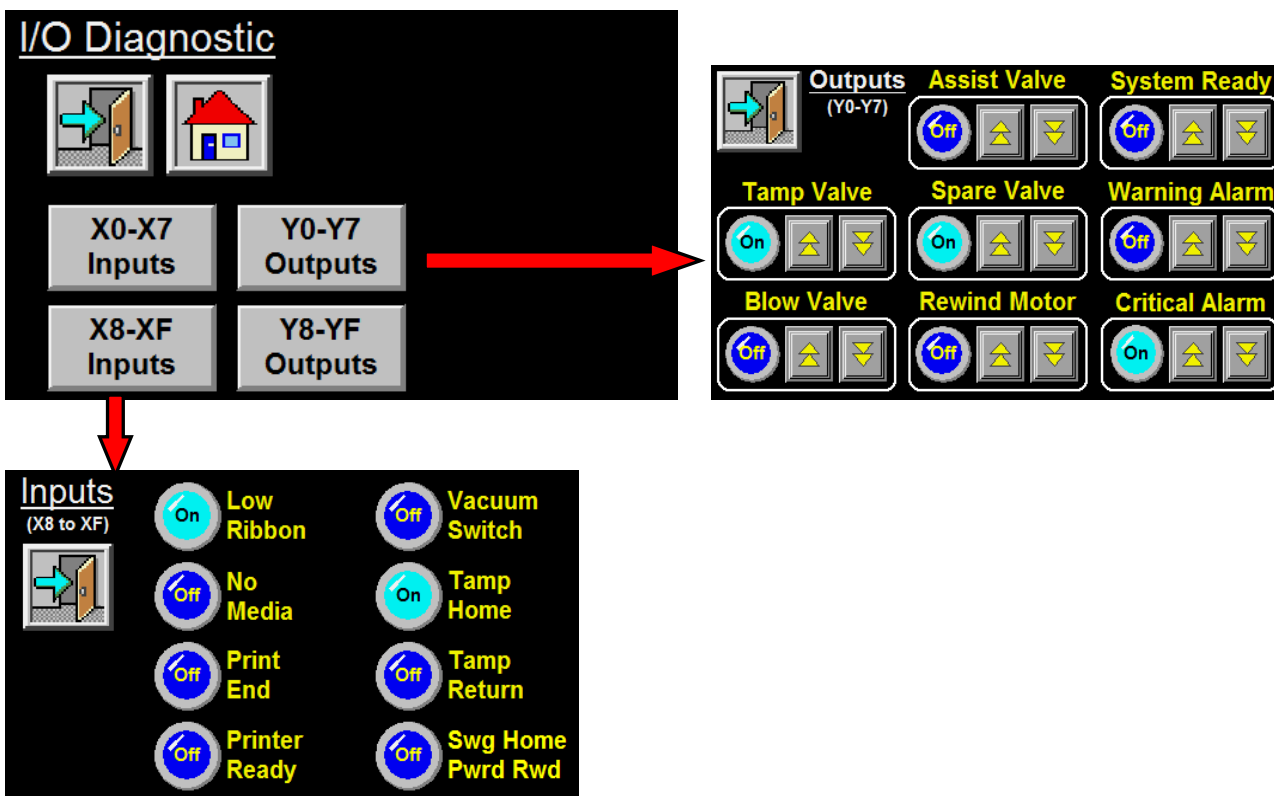 I/O Diagnostic
X0-X7
Inputs
Y0-Y7
Outputs
X8-XF
Inputs
Y8-YF
Outputs
Outputs
(Y0-Y7)
Assist Valve
Off
System Ready
Off
Tamp Valve
On
Spare Valve
On
Warning Alarm
Off
Blow Valve
Off
Rewind Motor
Off
Critical Alarm
On
Inputs
(X8 to XF)
On
Low
Ribbon
Off
Vacuum
Switch
Off
No
Media
On
Tamp
Home
Off
Print
End
Off
Tamp
Return
Off
Printer
Ready
Off
Swg Home
Pwrd Rwd